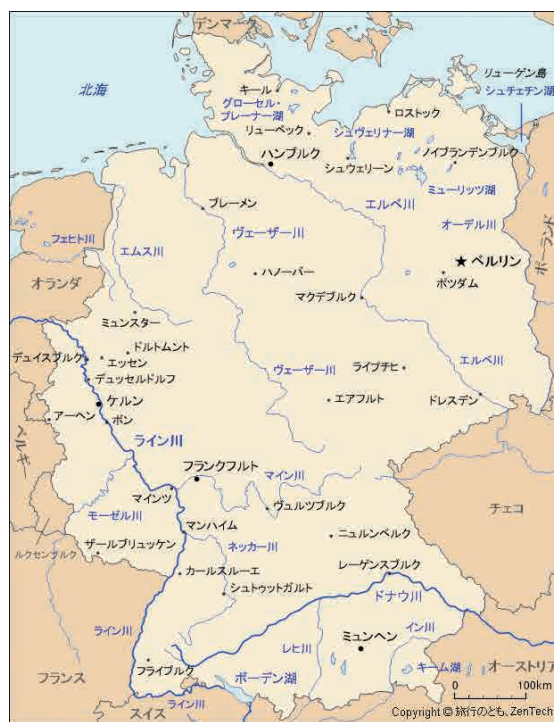 デンマーク
北海
キール
グローセル
プレーナー湖
リューベック
ロストック
リューゲン島
シュチェチン湖
シュヴェリナー湖
ハンブルク
シュヴェリーン
ノイブランデンブルク
ミューリッツ湖
エルベ川
オーデル川
ポーランド
ブレーメン
フェヒト川
エムス川
ヴェーザー川
ベルリン
ポツダム
オランダ
ハノーバー
マクデブルク
ミュンスター
ドルトムント
デュイスブルク
エッセン
デュッセルドルフ
ヴェーザー川
ライプチヒ
エルベ川
ケルン
アーヘン
ボン
エアフルト
ドレスデン
ベルギー
ライン川
フランクフルト
マイン川
マインツ
ヴュルツブルク
チェコ
モーゼル川
マンハイム
ニュルンベルク
ルクセンブルク
ザールブリュッケン
ネッカー川
レーゲンスブルク
カールスルーエ
シュトゥットガルト
ドナウ川
ライン川
レヒ川
ミュンヘン
イン川
フランス
フライブルク
ボーデン湖
キーム湖
オーストリア
スイス
ライン川
0 100km
Copyright © 旅行のとも、ZenTech